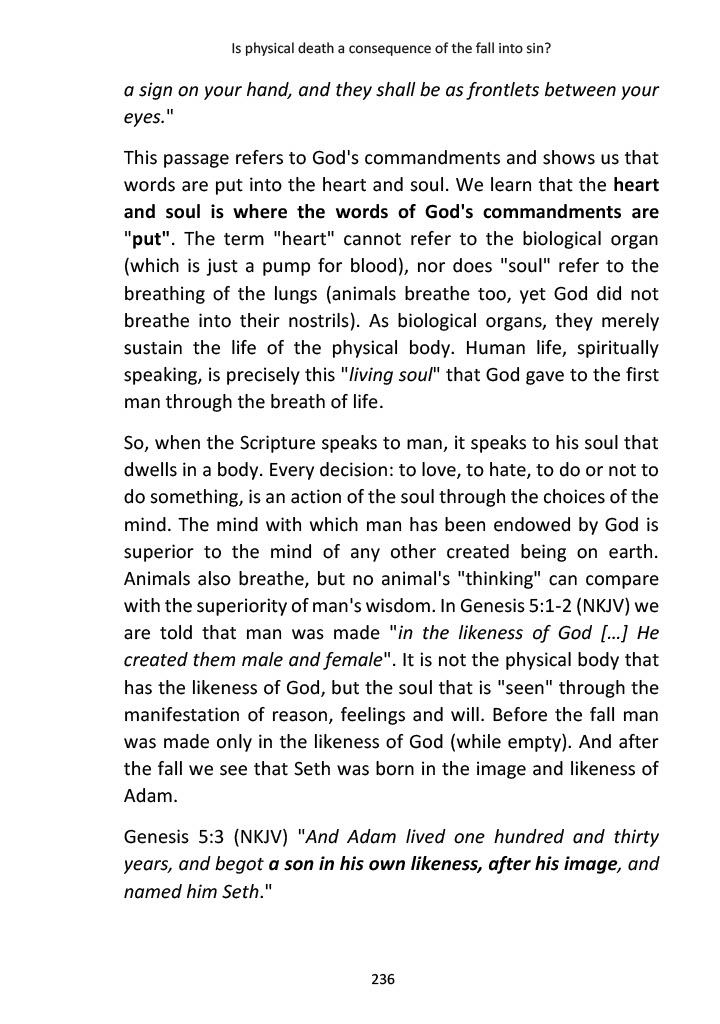 Is physical death a consequence of the fall into sin?
a sign on your hand, and they shall be as frontlets between your
eyes."
This passage refers to God's commandments and shows us that
words are put into the heart and soul. We learn that the heart
and soul is where the words of God's commandments are
"put". The term "heart" cannot refer to the biological organ
(which is just a pump for blood), nor does "soul" refer to the
breathing of the lungs (animals breathe too, yet God did not
breathe into their nostrils). As biological organs, they merely
sustain the life of the physical body. Human life, spiritually
speaking, is precisely this "living soul" that God gave to the first
man through the breath of life.
So, when the Scripture speaks to man, it speaks to his soul that
dwells in a body. Every decision: to love, to hate, to do or not to
do something, is an action of the soul through the choices of the
mind. The mind with which man has been endowed by God is
superior to the mind of any other created being on earth.
Animals also breathe, but no animal's "thinking" can compare
with the superiority of man's wisdom. In Genesis 5:1-2 (NKJV) we
are told that man was made "in the likeness of God […] He
created them male and female". It is not the physical body that
has the likeness of God, but the soul that is "seen" through the
manifestation of reason, feelings and will. Before the fall man
was made only in the likeness of God (while empty). And after
the fall we see that Seth was born in the image and likeness of
Adam.
Genesis 5:3 (NKJV) "And Adam lived one hundred and thirty
years, and begot a son in his own likeness, after his image, and
named him Seth."
236